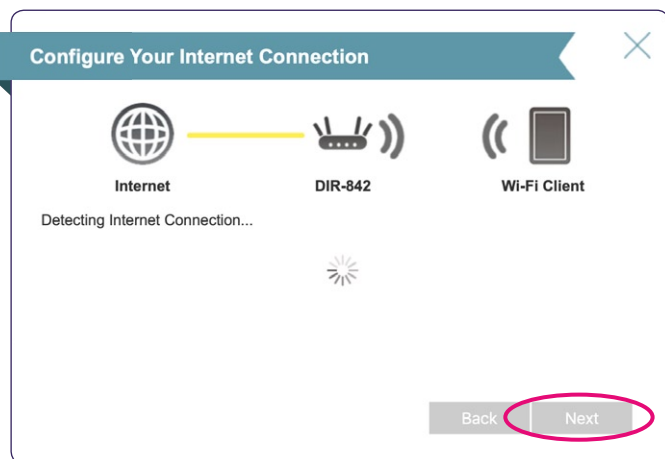 Configure Your Internet Connection
Internet DIR-842 Wi-Fi Client
Detecting Internet Connection...
Back Next